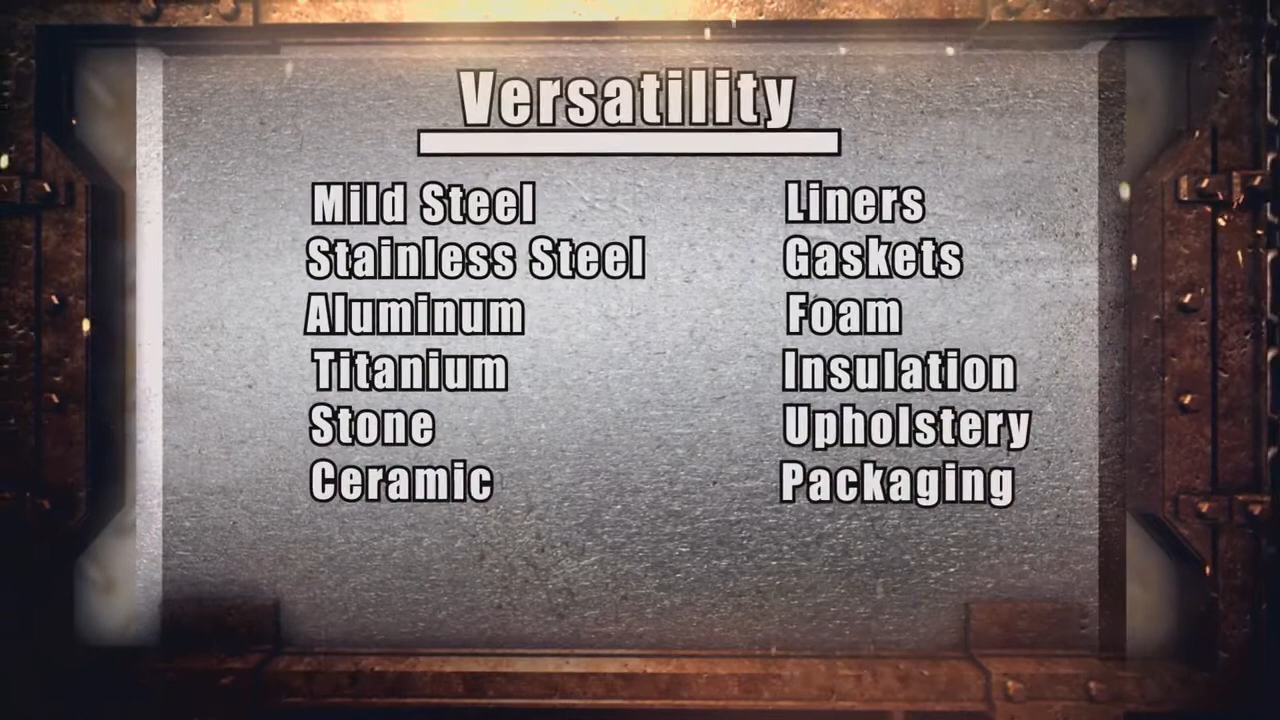 Versatility
Mild Steel
Stainless Steel
Aluminum
Titanium
Stone
Ceramic
Liners
Gaskets
Foam
Insulation
Upholstery
Packaging